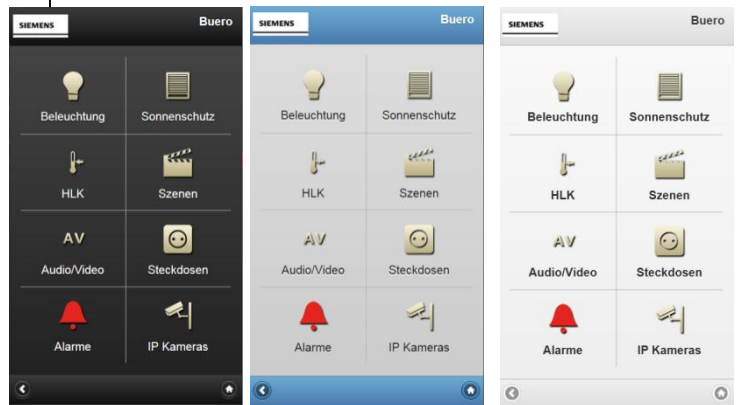 SIEMENS Buero
Beleuchtung Sonnenschutz
HLK Szenen
AV
Audio/Video Steckdosen
Alarme IP Kameras
SIEMENS Buero
Beleuchtung Sonnenschutz
HLK Szenen
AV
Audio/Video Steckdosen
Alarme IP Kameras
SIEMENS Buero
Beleuchtung Sonnenschutz
HLK Szenen
AV
Audio/Video Steckdosen
Alarme IP Kameras